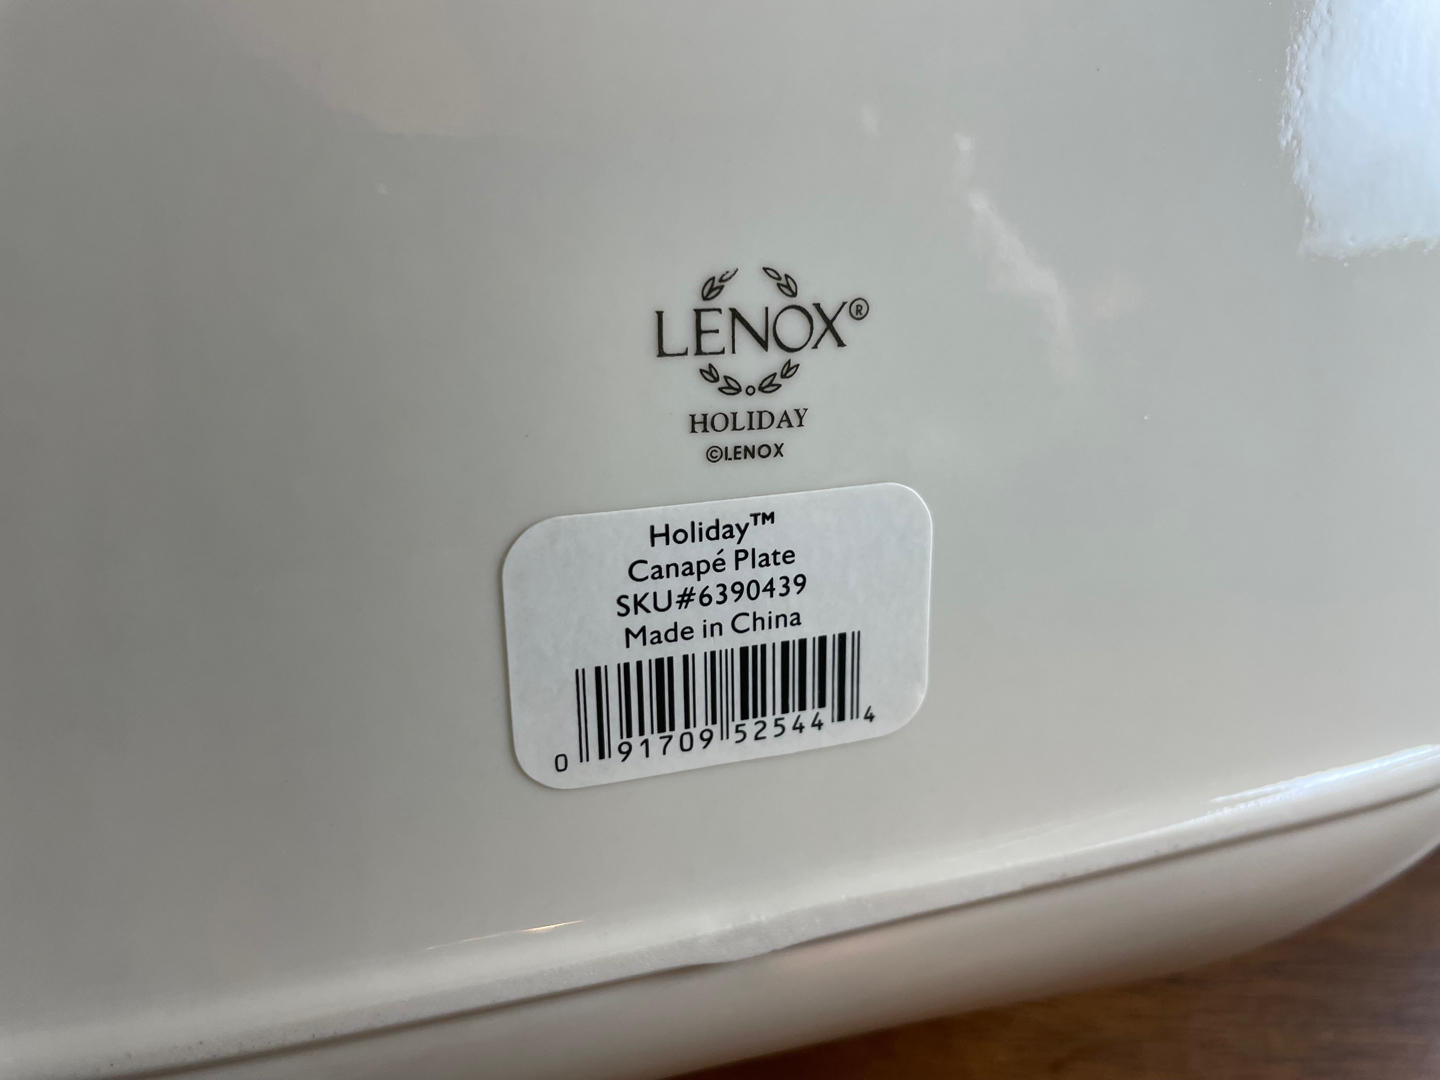 LENOX®
HOLIDAY
©LENOX
Holiday™
Canapé Plate
SKU#6390439
Made in China
0 91709 52544 4